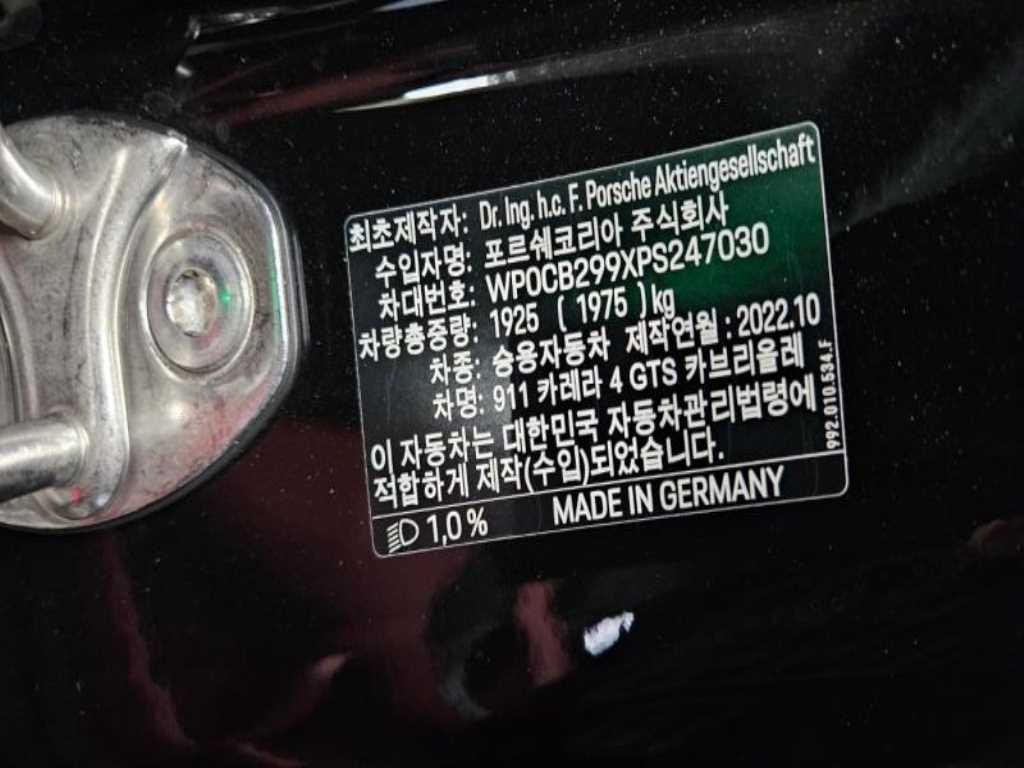 최초제작자: Dr. Ing. h.c. F. Porsche Aktiengesellschaft
수입자명: 포르쉐코리아 주식회사
차대번호: WP0CB299XPS247030
차량총중량: 1925 ( 1975 ) kg
차종: 승용자동차 제작연월 : 2022.10
차명: 911 카레라 4 GTS 카브리올레
이 자동차는 대한민국 자동차관리법령에
적합하게 제작(수입)되었습니다.
1,0 % MADE IN GERMANY
992.010.534.F